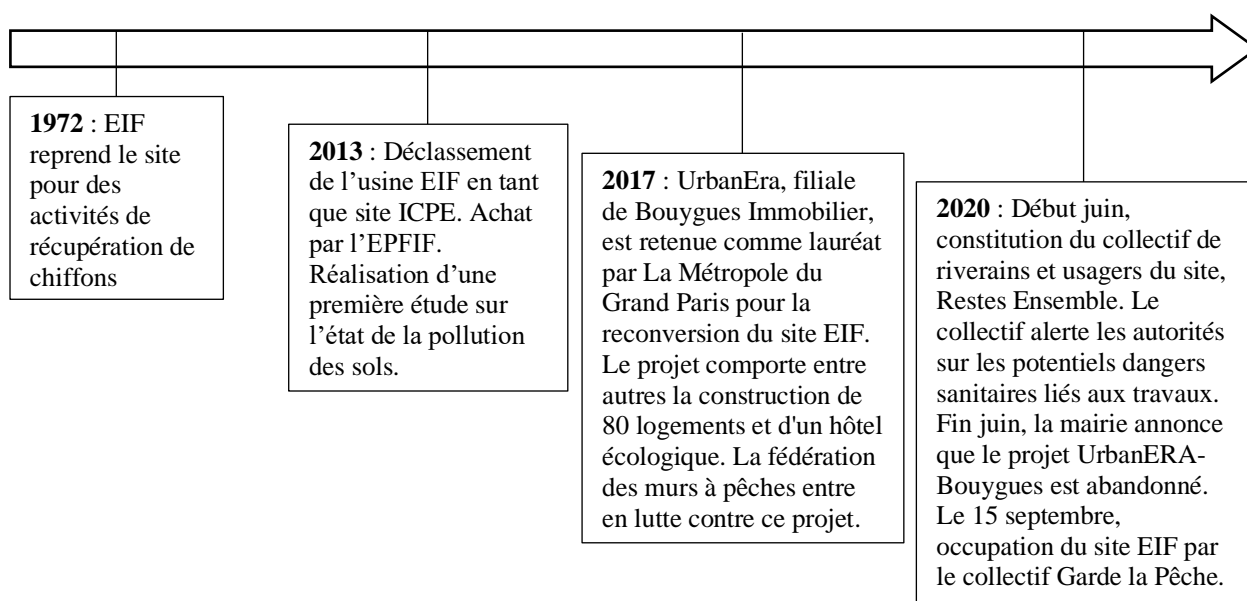 1972 : EIF
reprend le site
pour des
activités de
récupération de
chiffons
2013 : Déclassement
de l’usine EIF en tant
que site ICPE. Achat
par l’EPFIF.
Réalisation d’une
première étude sur
l’état de la pollution
des sols.
2017 : UrbanEra, filiale
de Bouygues Immobilier,
est retenue comme lauréat
par La Métropole du
Grand Paris pour la
reconversion du site EIF.
Le projet comporte entre
autres la construction de
80 logements et d'un hôtel
écologique. La fédération
des murs à pêches entre
en lutte contre ce projet.
2020 : Début juin,
constitution du collectif de
riverains et usagers du site,
Restes Ensemble. Le
collectif alerte les autorités
sur les potentiels dangers
sanitaires liés aux travaux.
Fin juin, la mairie annonce
que le projet UrbanERA-
Bouygues est abandonné.
Le 15 septembre,
occupation du site EIF par
le collectif Garde la Pêche.